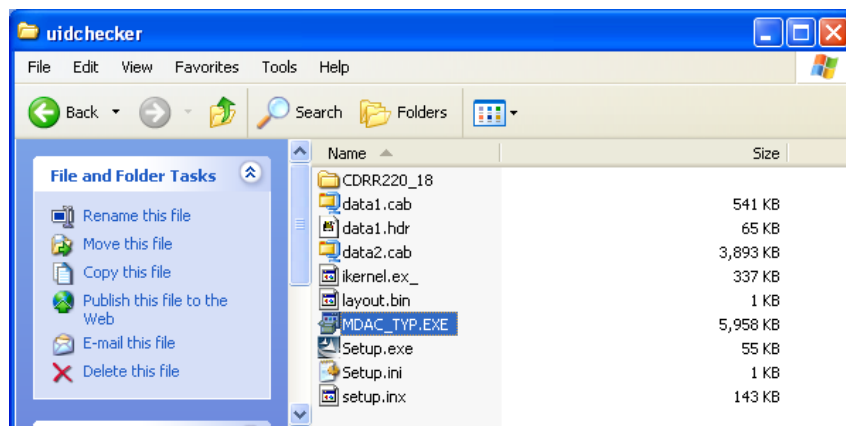 uidchecker
File Edit View Favorites Tools Help
Back Search Folders
Name Size
File and Folder Tasks
Rename this file
Move this file
Copy this file
Publish this file to the
Web
E-mail this file
Delete this file
CDRR220_18
data1.cab 541 KB
data1.hdr 65 KB
data2.cab 3,893 KB
ikernel.ex_ 337 KB
layout.bin 1 KB
MDAC_TYP.EXE 5,958 KB
Setup.exe 55 KB
Setup.ini 1 KB
setup.inx 143 KB